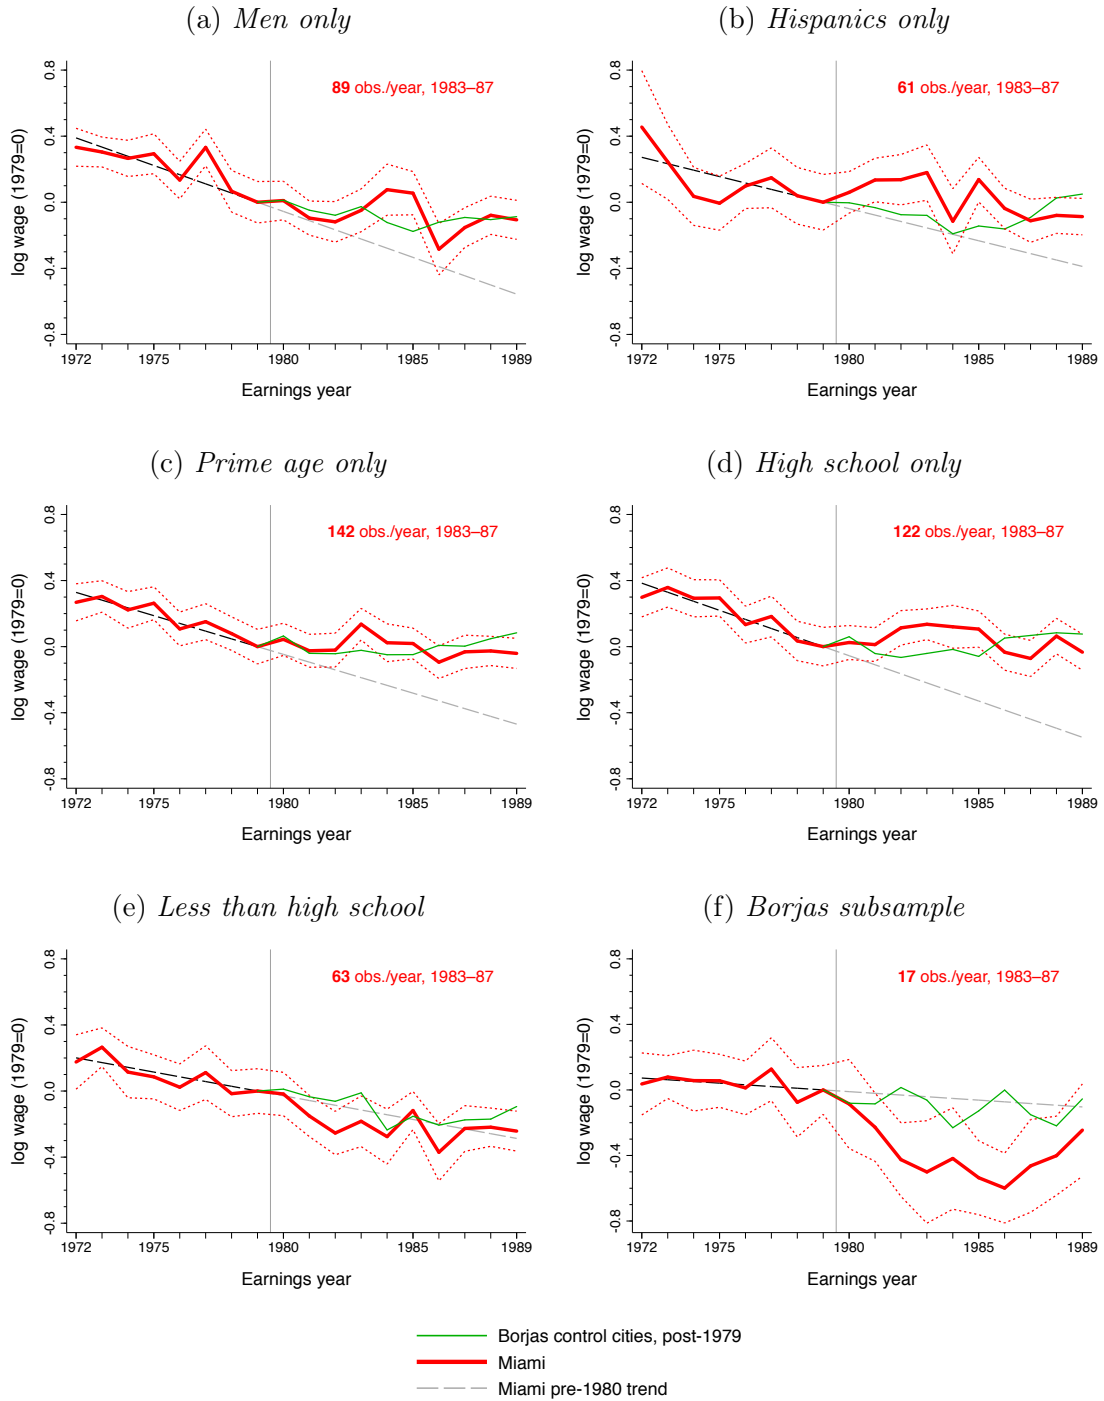 (a) Men only
(b) Hispanics only
89 obs./year, 1983–87
61 obs./year, 1983–87
log wage (1979=0)
0.8
0.4
0.0
-0.4
-0.8
1972
1975
1980
1985
1989
Earnings year
log wage (1979=0)
0.8
0.4
0.0
-0.4
-0.8
1972
1975
1980
1985
1989
Earnings year
(c) Prime age only
(d) High school only
142 obs./year, 1983–87
122 obs./year, 1983–87
log wage (1979=0)
0.8
0.4
0.0
-0.4
-0.8
1972
1975
1980
1985
1989
Earnings year
log wage (1979=0)
0.8
0.4
0.0
-0.4
-0.8
1972
1975
1980
1985
1989
Earnings year
(e) Less than high school
(f) Borjas subsample
63 obs./year, 1983–87
17 obs./year, 1983–87
log wage (1979=0)
0.8
0.4
0.0
-0.4
-0.8
1972
1975
1980
1985
1989
Earnings year
log wage (1979=0)
0.8
0.4
0.0
-0.4
-0.8
1972
1975
1980
1985
1989
Earnings year
Borjas control cities, post-1979
Miami
Miami pre-1980 trend